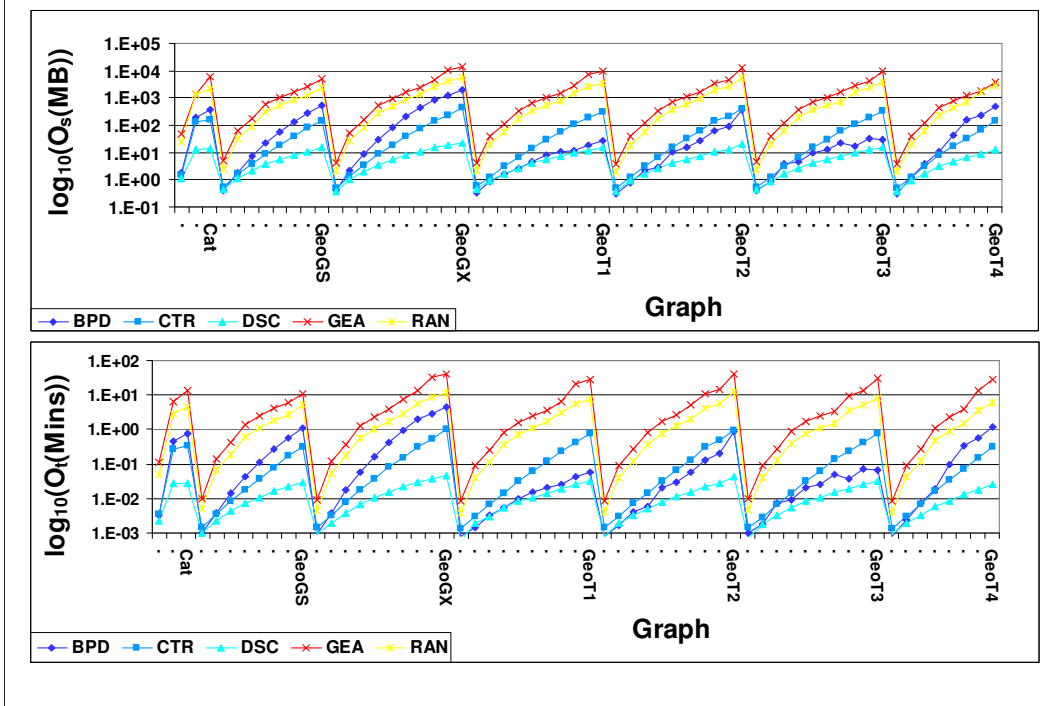 log10(Os(MB))
1.E+05
1.E+04
1.E+03
1.E+02
1.E+01
1.E+00
1.E-01
. . Cat . . . . . . . GeoGS . . . . . . . . . GeoGX . . . . . . . . . GeoT1 . . . . . . . . . GeoT2 . . . . . . . . . GeoT3 . . . . . . . GeoT4
Graph
BPD CTR DSC GEA RAN
log10(Ot(Mins))
1.E+02
1.E+01
1.E+00
1.E-01
1.E-02
1.E-03
. . Cat . . . . . . . GeoGS . . . . . . . . . GeoGX . . . . . . . . . GeoT1 . . . . . . . . . GeoT2 . . . . . . . . . GeoT3 . . . . . . . GeoT4
Graph
BPD CTR DSC GEA RAN